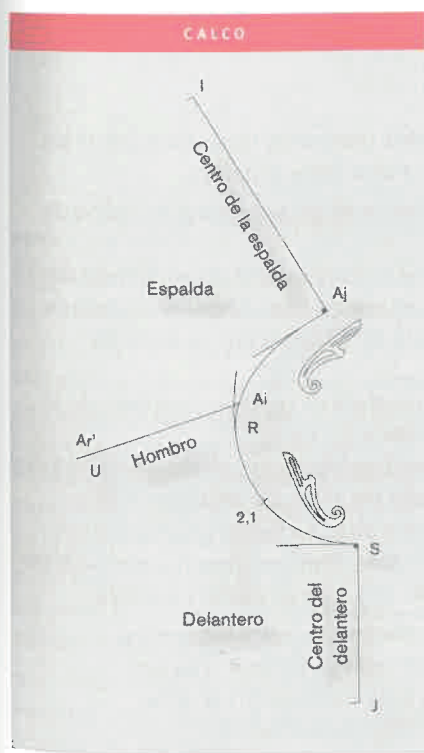 CALCO
I
Centro de la espalda
Espalda
Aj
Ai
R
Ar'
U
Hombro
2,1
S
Delantero
Centro del
delantero
J